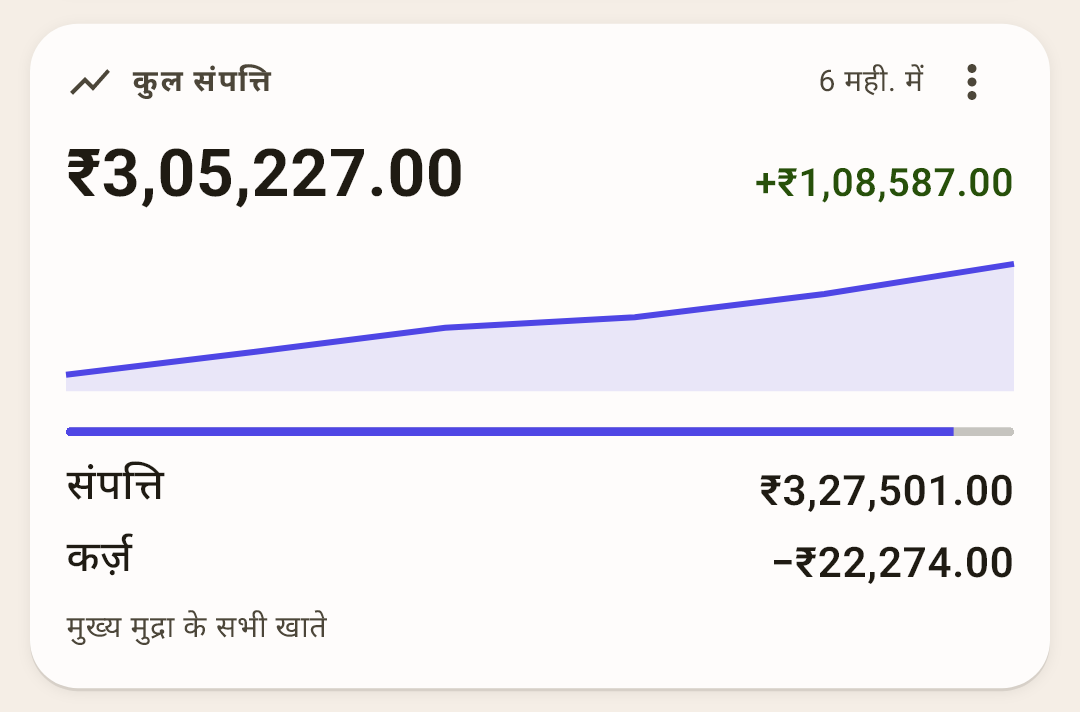 कुल संपत्ति 6 मही. में
₹3,05,227.00 +₹1,08,587.00
संपत्ति ₹3,27,501.00
कर्ज़ −₹22,274.00
मुख्य मुद्रा के सभी खाते